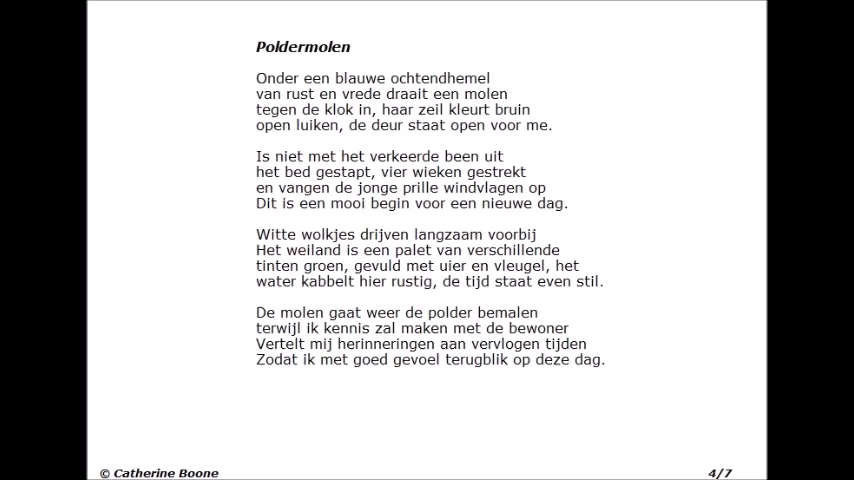 Poldermolen
Onder een blauwe ochtendhemel
van rust en vrede draait een molen
tegen de klok in, haar zeil kleurt bruin
open luiken, de deur staat open voor me.
Is niet met het verkeerde been uit
het bed gestapt, vier wieken gestrekt
en vangen de jonge prille windvlagen op
Dit is een mooi begin voor een nieuwe dag.
Witte wolkjes drijven langzaam voorbij
Het weiland is een palet van verschillende
tinten groen, gevuld met uier en vleugel, het
water kabbelt hier rustig, de tijd staat even stil.
De molen gaat weer de polder bemalen
terwijl ik kennis zal maken met de bewoner
Vertelt mij herinneringen aan vervlogen tijden
Zodat ik met goed gevoel terugblik op deze dag.
© Catherine Boone
4/7